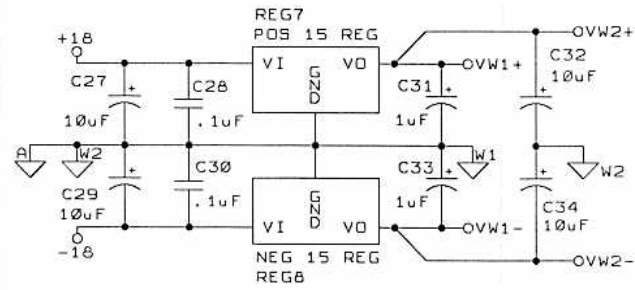 REG7
POS 15 REG
+18
OVW2+
VI
VO
OVW1+
GND
C27
+
10uF
C28
.1uF
C31
+
1uF
C32
+
10uF
A
W2
W1
W2
C29
+
10uF
C30
.1uF
C33
+
1uF
+
C34
10uF
GND
VI
VO
OVW1-
-18
OVW2-
NEG 15 REG
REG8